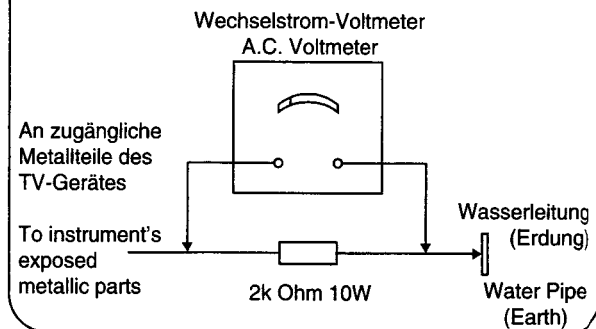 Wechselstrom-Voltmeter
A.C. Voltmeter
An zugängliche
Metallteile des
TV-Gerätes
To instrument's
exposed
metallic parts
2k Ohm 10W
Wasserleitung
(Erdung)
Water Pipe
(Earth)